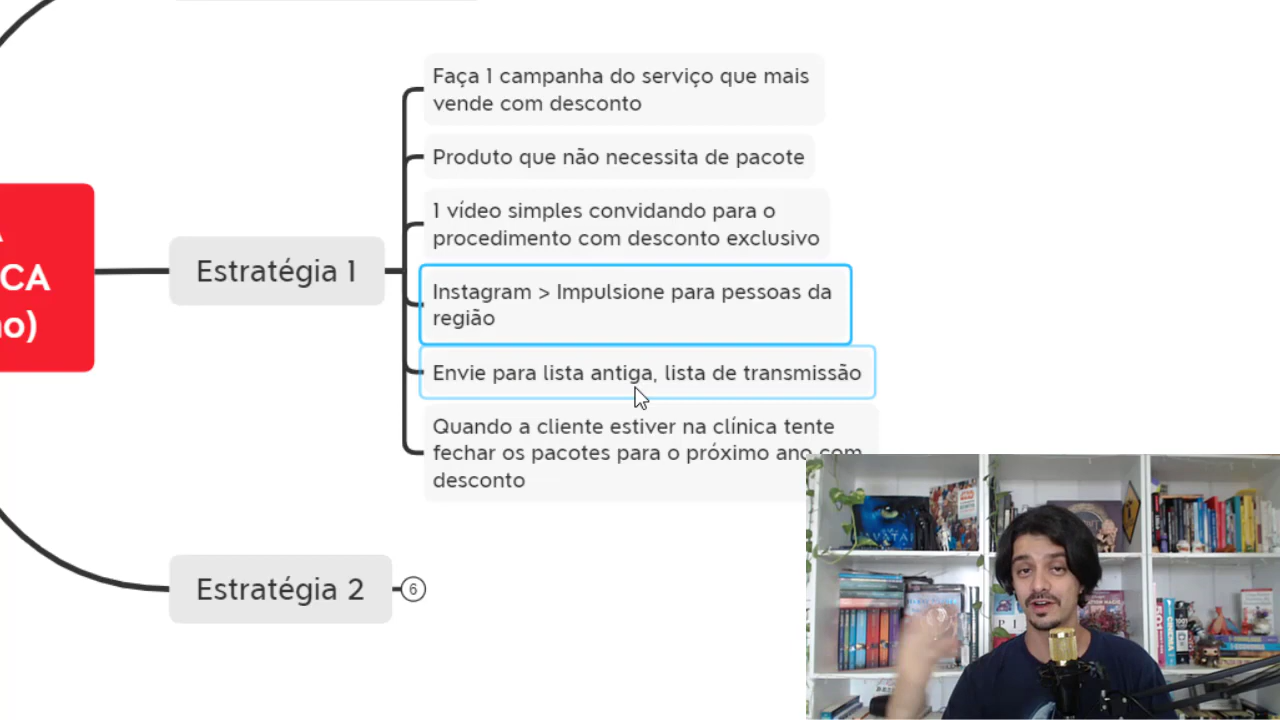 Faça 1 campanha do serviço que mais
vende com desconto
Produto que não necessita de pacote
1 vídeo simples convidando para o
procedimento com desconto exclusivo
CA
o)
Estratégia 1
Instagram > Impulsione para pessoas da
região
Envie para lista antiga, lista de transmissão
Quando a cliente estiver na clínica tente
fechar os pacotes para o próximo ano com
desconto
Estratégia 2
6